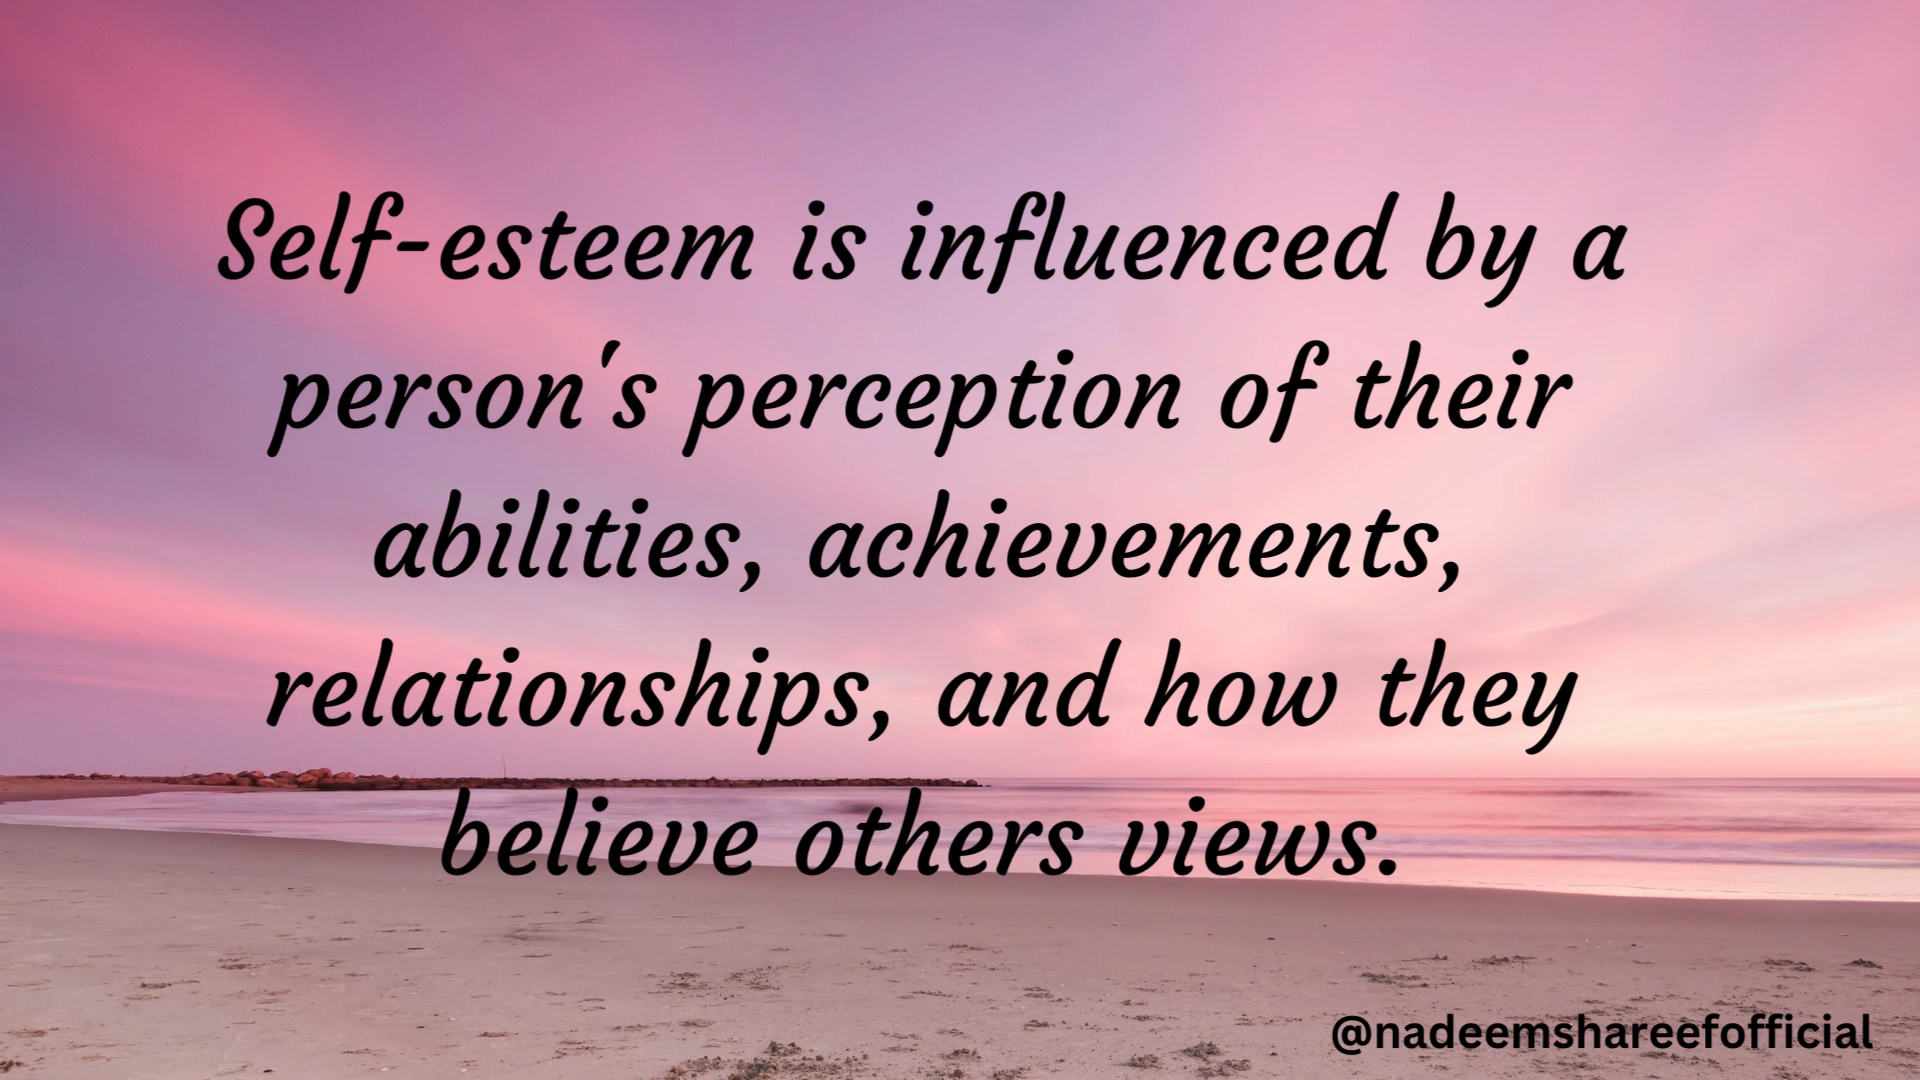 Self-esteem is influenced by a
person's perception of their
abilities, achievements,
relationships, and how they
believe others views.
@nadeemshareefofficial